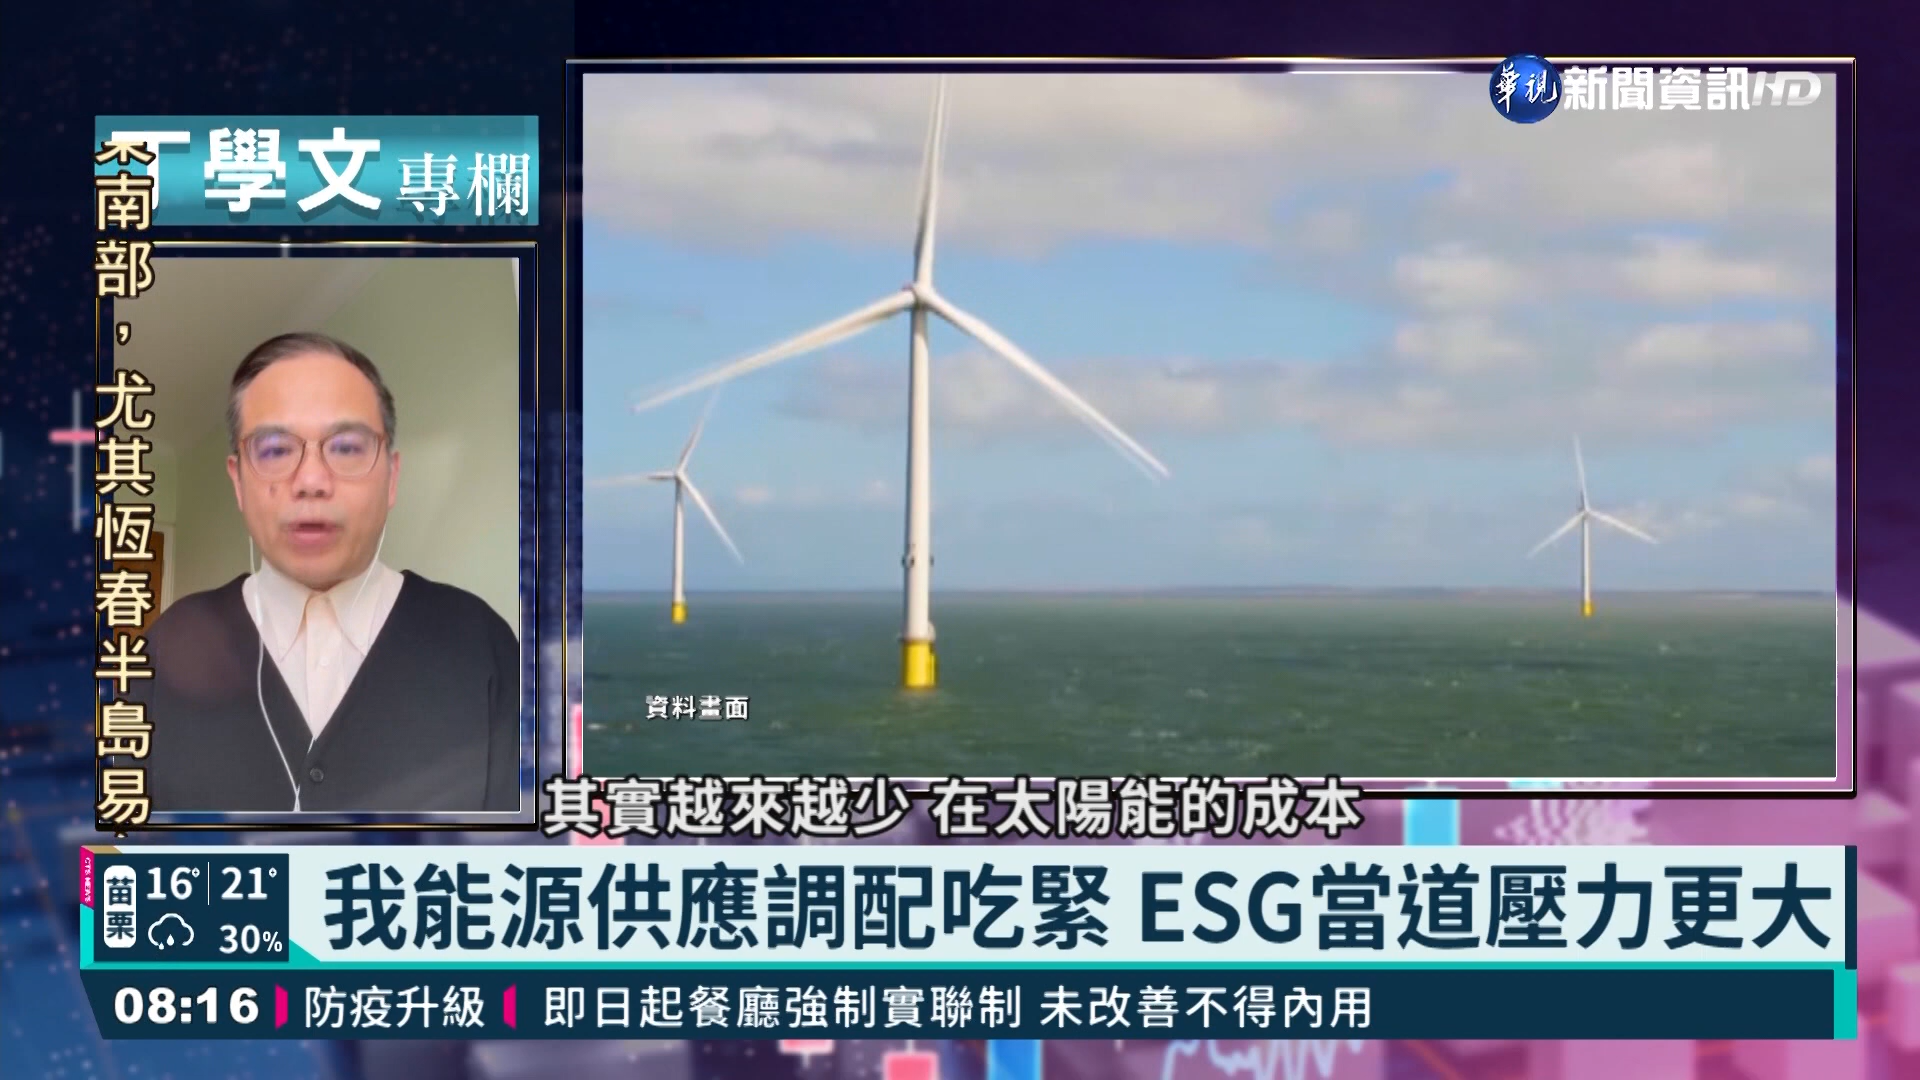 華視新聞資訊HD
丁學文專欄
東南部，尤其恆春半島易
資料畫面
其實越來越少 在太陽能的成本
CTS NEWS
苗栗
16° 21°
30%
我能源供應調配吃緊 ESG當道壓力更大
08:16 防疫升級 即日起餐廳強制實聯制 未改善不得內用